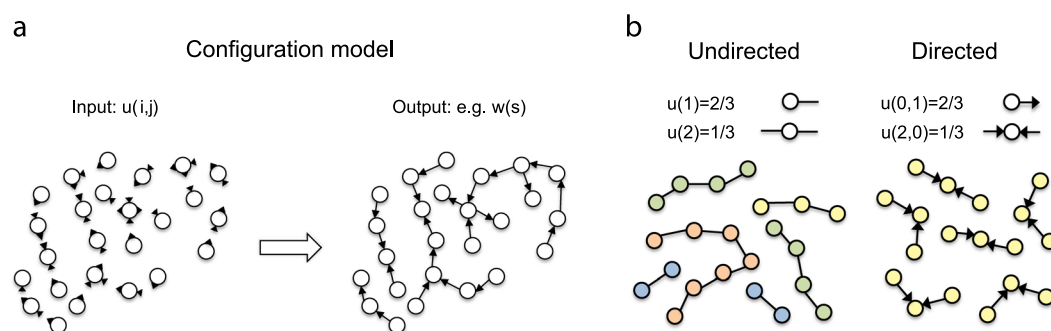 a
Configuration model
Input: u(i,j)
Output: e.g. w(s)
b
Undirected
Directed
u(1)=2/3
u(2)=1/3
u(0,1)=2/3
u(2,0)=1/3